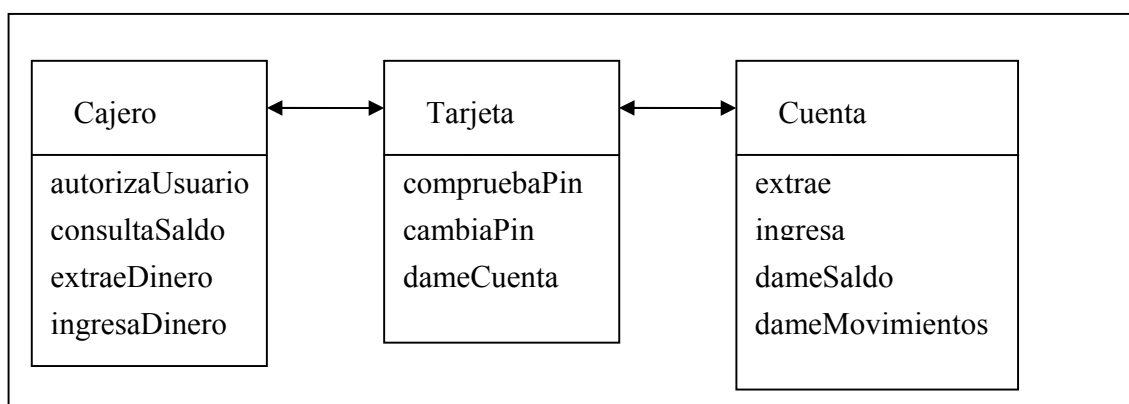 Cajero
autorizaUsuario
consultaSaldo
extraeDinero
ingresaDinero
Tarjeta
compruebaPin
cambiaPin
dameCuenta
Cuenta
extrae
ingresa
dameSaldo
dameMovimientos